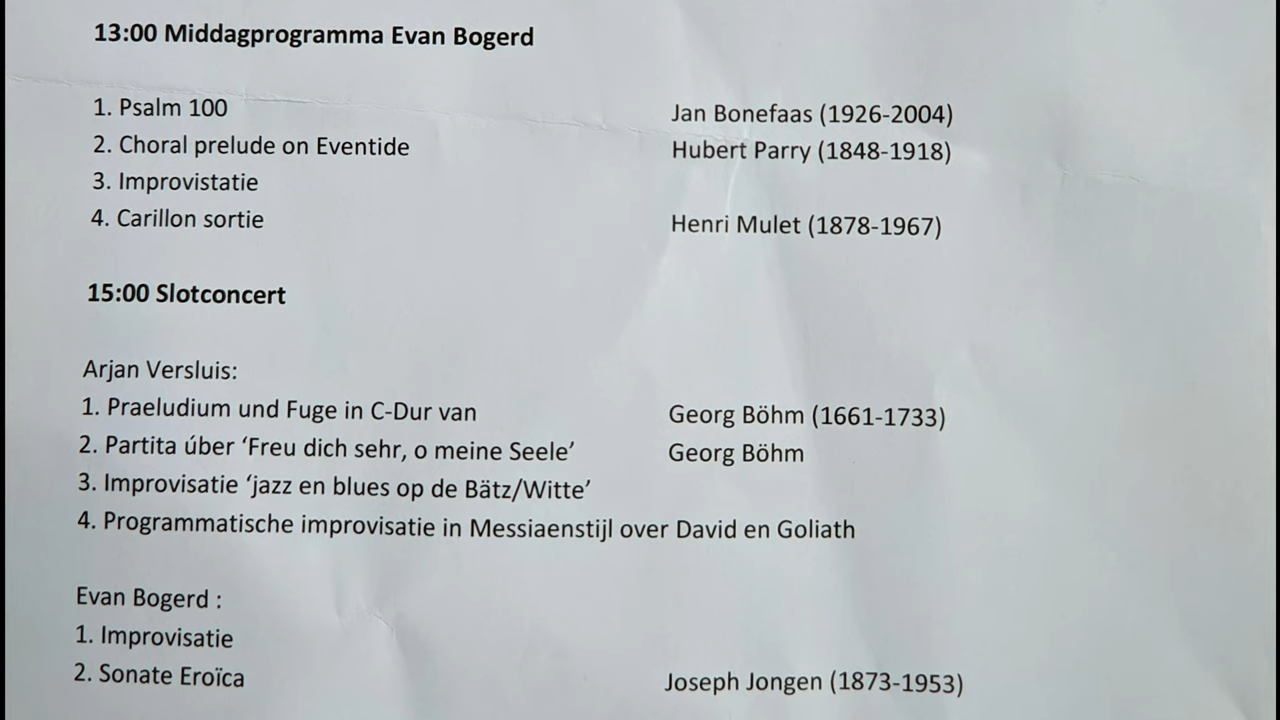 13:00 Middagprogramma Evan Bogerd
1. Psalm 100 Jan Bonefaas (1926-2004)
2. Choral prelude on Eventide Hubert Parry (1848-1918)
3. Improvistatie
4. Carillon sortie Henri Mulet (1878-1967)
15:00 Slotconcert
Arjan Versluis:
1. Praeludium und Fuge in C-Dur van Georg Böhm (1661-1733)
2. Partita úber ‘Freu dich sehr, o meine Seele’ Georg Böhm
3. Improvisatie ‘jazz en blues op de Bätz/Witte’
4. Programmatische improvisatie in Messiaenstijl over David en Goliath
Evan Bogerd :
1. Improvisatie
2. Sonate Eroïca Joseph Jongen (1873-1953)